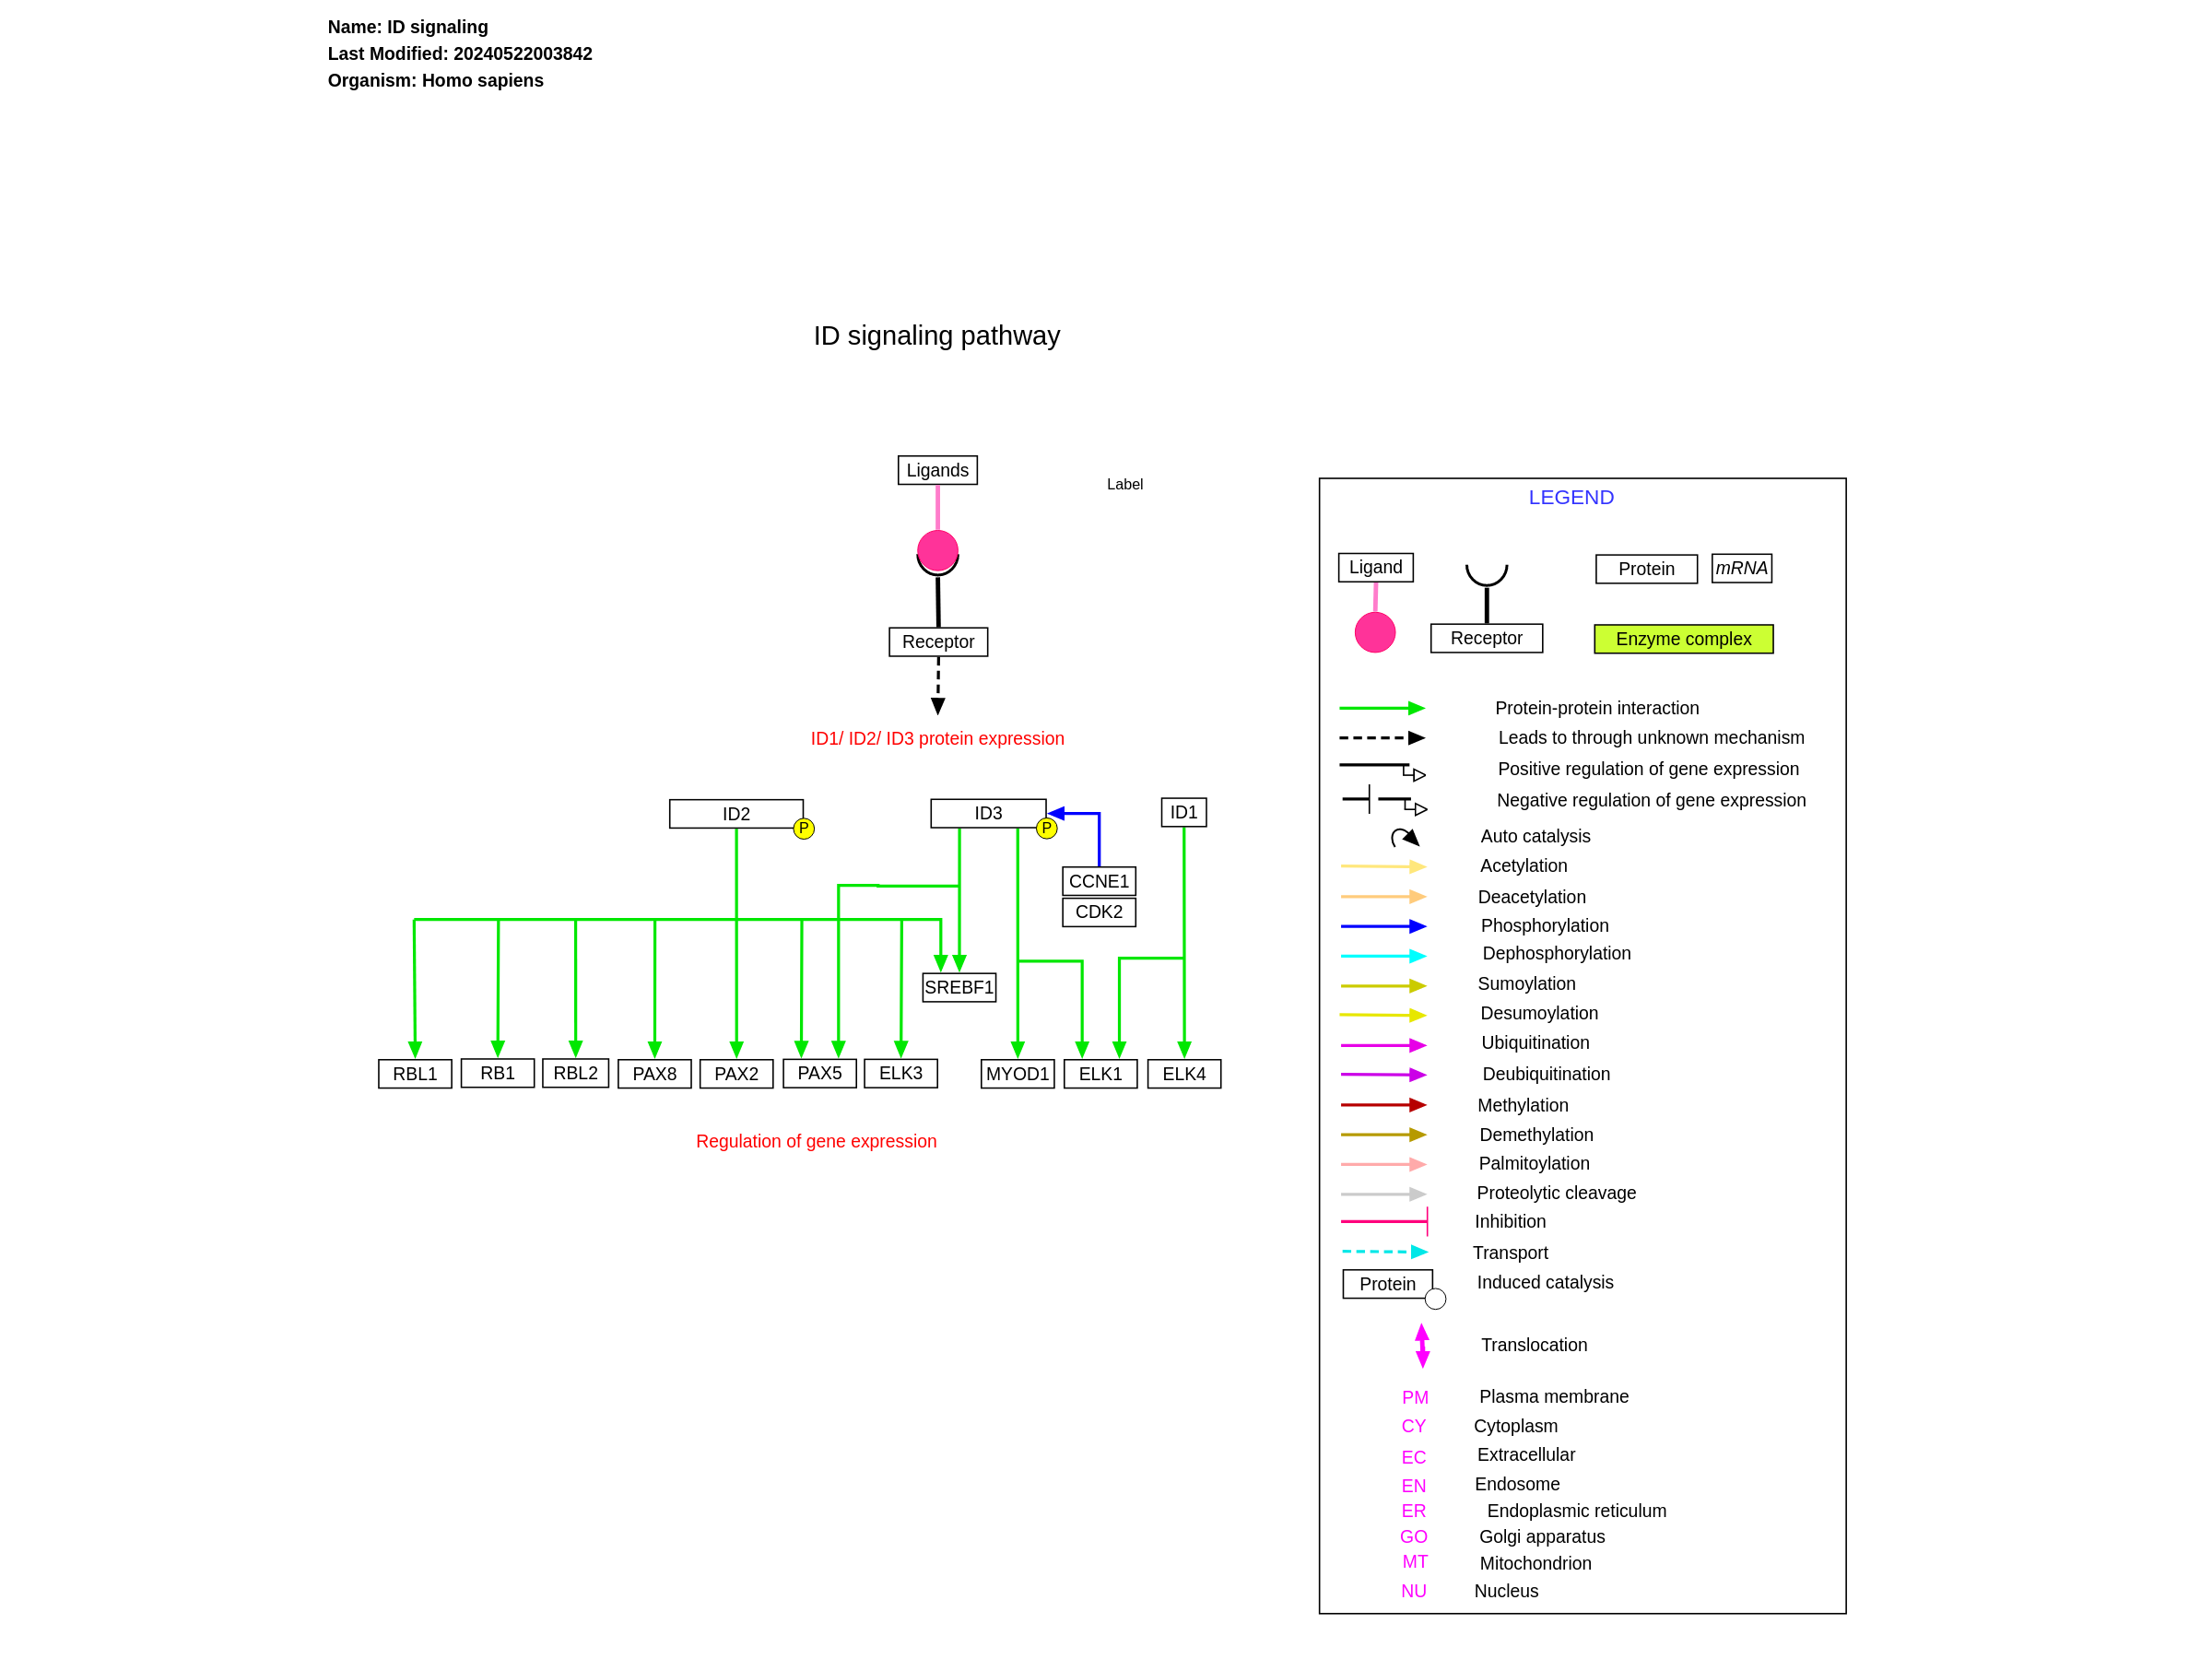 Name: ID signaling
Last Modified: 20240522003842
Organism: Homo sapiens
ID signaling pathway
Ligands
Label
Receptor
ID1/ ID2/ ID3 protein expression
ID2
P
ID3
P
ID1
CCNE1
CDK2
SREBF1
RBL1
RB1
RBL2
PAX8
PAX2
PAX5
ELK3
MYOD1
ELK1
ELK4
Regulation of gene expression
LEGEND
Ligand
Receptor
Protein
mRNA
Enzyme complex
Protein-protein interaction
Leads to through unknown mechanism
Positive regulation of gene expression
Negative regulation of gene expression
Auto catalysis
Acetylation
Deacetylation
Phosphorylation
Dephosphorylation
Sumoylation
Desumoylation
Ubiquitination
Deubiquitination
Methylation
Demethylation
Palmitoylation
Proteolytic cleavage
Inhibition
Transport
Protein
Induced catalysis
Translocation
PM Plasma membrane
CY Cytoplasm
EC Extracellular
EN Endosome
ER Endoplasmic reticulum
GO Golgi apparatus
MT Mitochondrion
NU Nucleus